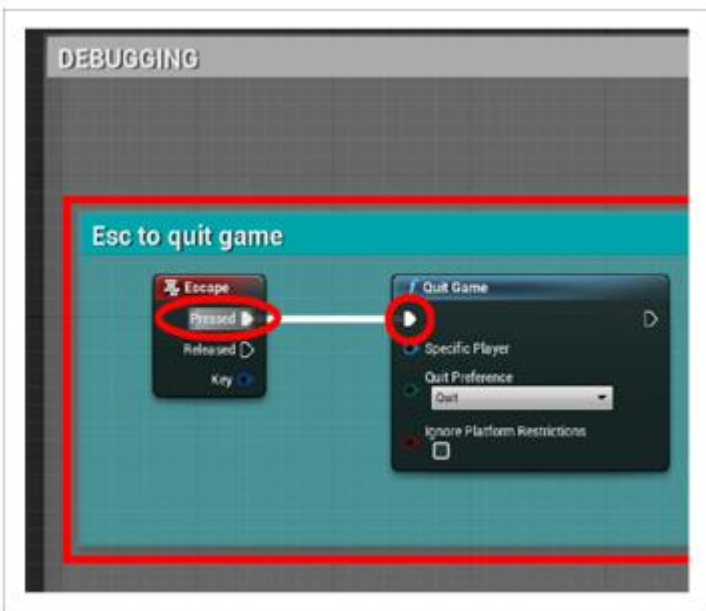 DEBUGGING
Esc to quit game
Escape
Pressed
Released
Key
f Quit Game
Specific Player
Quit Preference
Quit
Ignore Platform Restrictions